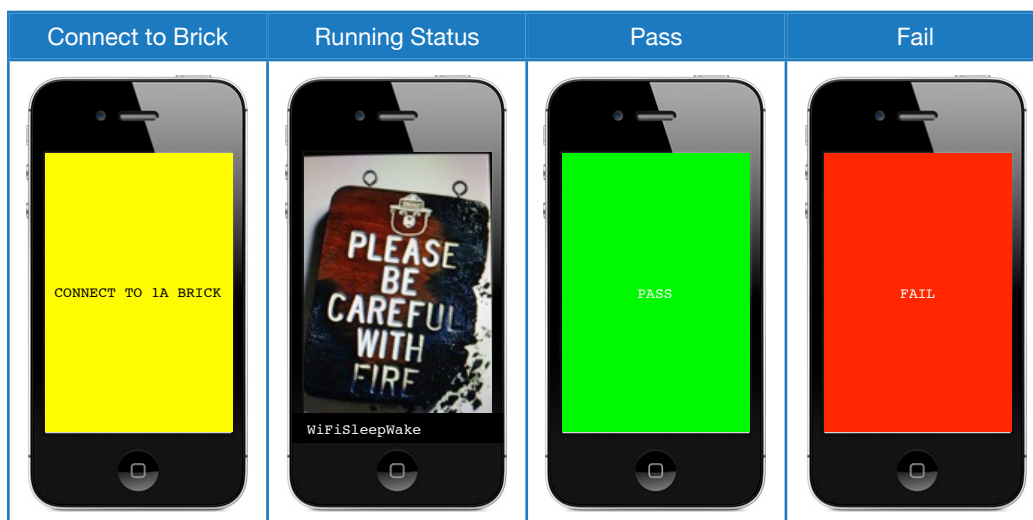 Connect to Brick
Running Status
Pass
Fail
CONNECT TO 1A BRICK
PLEASE
BE
CAREFUL
WITH
FIRE
WiFiSleepWake
PASS
FAIL